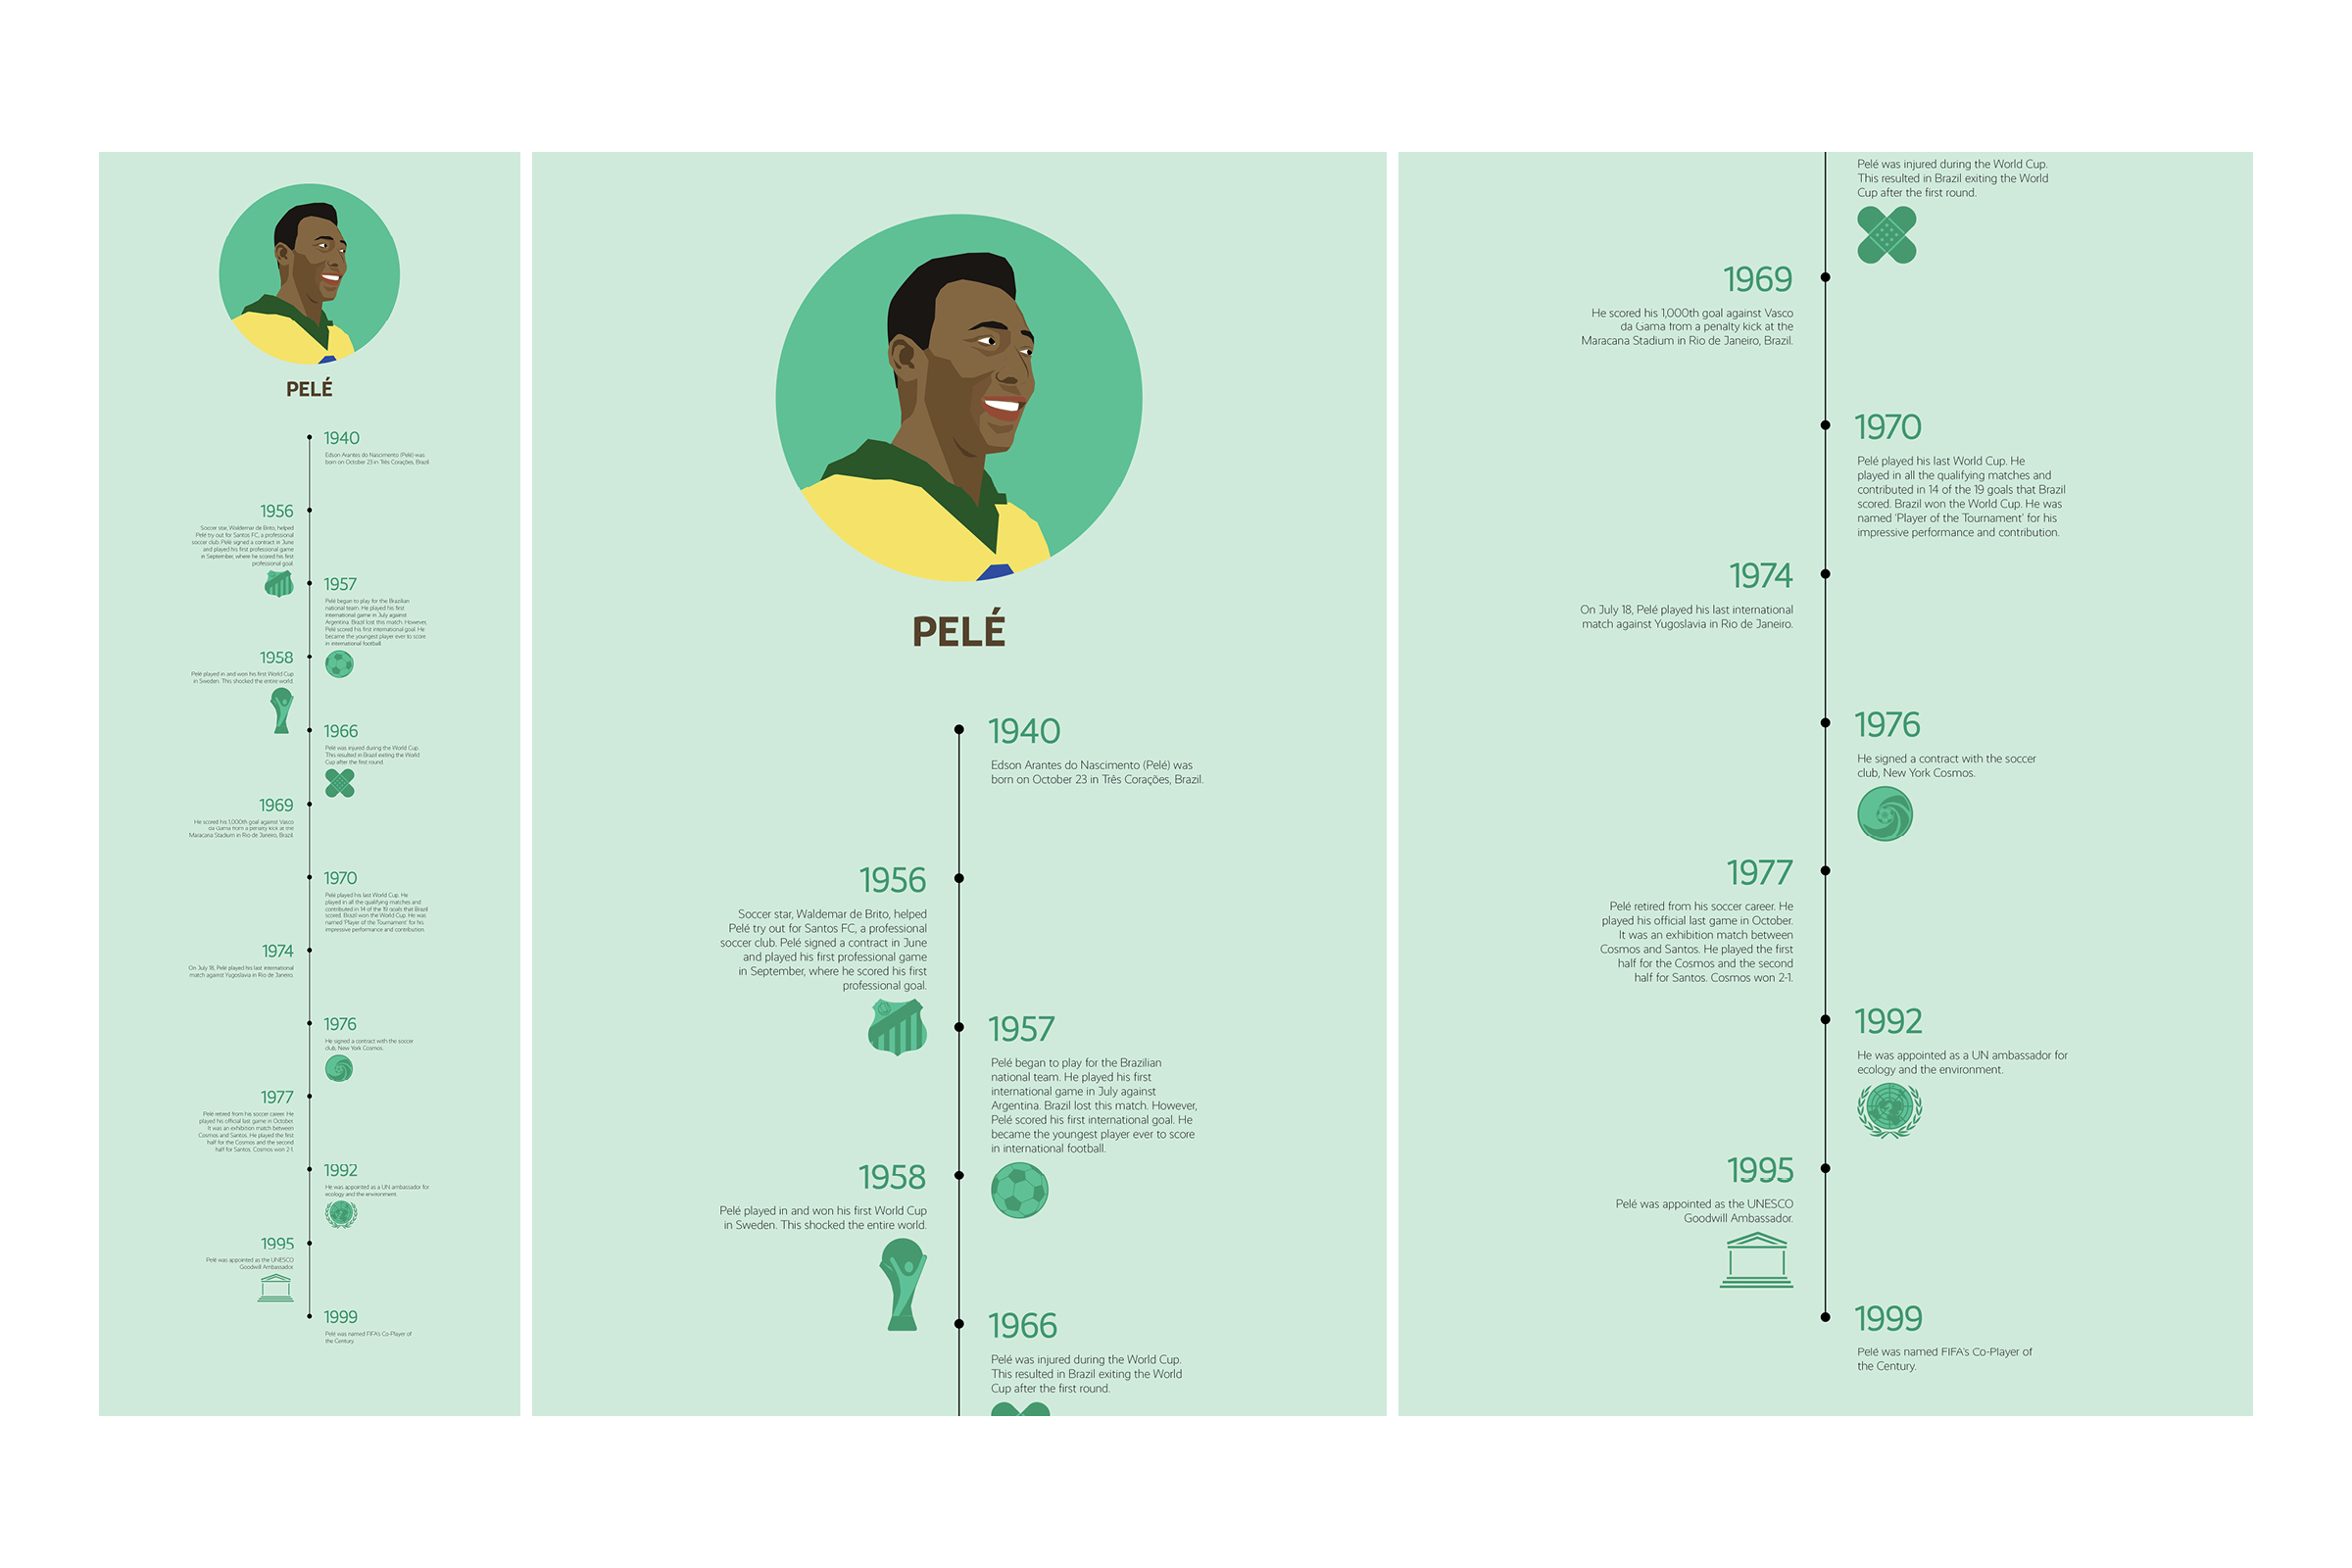 PELÉ
1940
Edson Arantes do Nascimento (Pelé) was
born on October 23 in Três Corações, Brazil
1956
Soccer star, Waldemar de Brito, helped
Pelé try out for Santos FC, a professional
soccer club. Pelé signed a contract in June
and played his first professional game
in September, where he scored his first
professional goal.
1957
Pelé began to play for the Brazilian
national team. He played his first
international game in July against
Argentina. Brazil lost this match. However,
Pelé scored his first international goal. He
became the youngest player ever to score
in international football.
1958
Pelé played in and won his first World Cup
in Sweden. This shocked the entire world.
1966
Pelé was injured during the World Cup.
This resulted in Brazil exiting the World
Cup after the first round.
1969
He scored his 1,000th goal against Vasco
da Gama from a penalty kick at the
Maracana Stadium in Rio de Janeiro, Brazil.
1970
Pelé played his last World Cup. He
played in all the qualifying matches and
contributed in 14 of the 19 goals that Brazil
scored. Brazil won the World Cup. He was
named 'Player of the Tournament' for his
impressive performance and contribution.
1974
On July 18, Pelé played his last international
match against Yugoslavia in Rio de Janeiro.
1976
He signed a contract with the soccer
club, New York Cosmos.
1977
Pelé retired from his soccer career. He
played his official last game in October.
It was an exhibition match between
Cosmos and Santos. He played the first
half for the Cosmos and the second
half for Santos. Cosmos won 2-1.
1992
He was appointed as a UN ambassador for
ecology and the environment.
1995
Pelé was appointed as the UNESCO
Goodwill Ambassador.
1999
Pelé was named FIFA's Co-Player of
the Century.
PELÉ
1940
Edson Arantes do Nascimento (Pelé) was
born on October 23 in Três Corações, Brazil.
1956
Soccer star, Waldemar de Brito, helped
Pelé try out for Santos FC, a professional
soccer club. Pelé signed a contract in June
and played his first professional game
in September, where he scored his first
professional goal.
1957
Pelé began to play for the Brazilian
national team. He played his first
international game in July against
Argentina. Brazil lost this match. However,
Pelé scored his first international goal. He
became the youngest player ever to score
in international football.
1958
Pelé played in and won his first World Cup
in Sweden. This shocked the entire world.
1966
Pelé was injured during the World Cup.
This resulted in Brazil exiting the World
Cup after the first round.
Pelé was injured during the World Cup.
This resulted in Brazil exiting the World
Cup after the first round.
1969
He scored his 1,000th goal against Vasco
da Gama from a penalty kick at the
Maracana Stadium in Rio de Janeiro, Brazil.
1970
Pelé played his last World Cup. He
played in all the qualifying matches and
contributed in 14 of the 19 goals that Brazil
scored. Brazil won the World Cup. He was
named 'Player of the Tournament' for his
impressive performance and contribution.
1974
On July 18, Pelé played his last international
match against Yugoslavia in Rio de Janeiro.
1976
He signed a contract with the soccer
club, New York Cosmos.
1977
Pelé retired from his soccer career. He
played his official last game in October.
It was an exhibition match between
Cosmos and Santos. He played the first
half for the Cosmos and the second
half for Santos. Cosmos won 2-1.
1992
He was appointed as a UN ambassador for
ecology and the environment.
1995
Pelé was appointed as the UNESCO
Goodwill Ambassador.
1999
Pelé was named FIFA's Co-Player of
the Century.